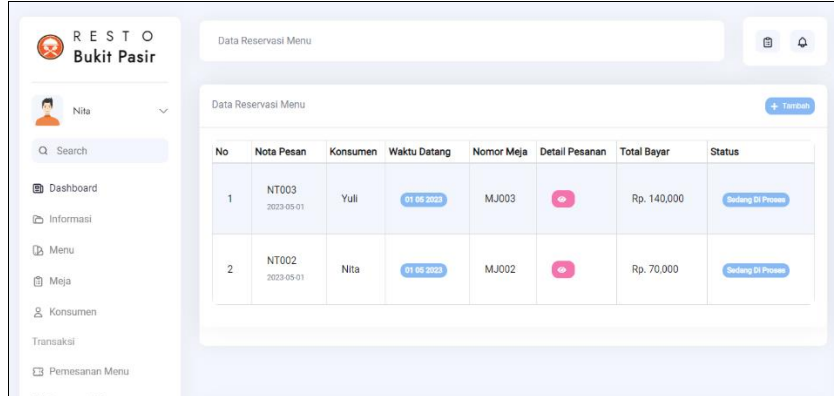 RESTO
Bukit Pasir
Nita
Search
Dashboard
Informasi
Menu
Meja
Konsumen
Transaksi
Pemesanan Menu
Data Reservasi Menu
Data Reservasi Menu
+ Tambah
No Nota Pesan Konsumen Waktu Datang Nomor Meja Detail Pesanan Total Bayar Status
1 NT003 Yuli 01 05 2023 MJ003 Rp. 140,000 Sedang Di Proses
2023-05-01
2 NT002 Nita 01 05 2023 MJ002 Rp. 70,000 Sedang Di Proses
2023-05-01